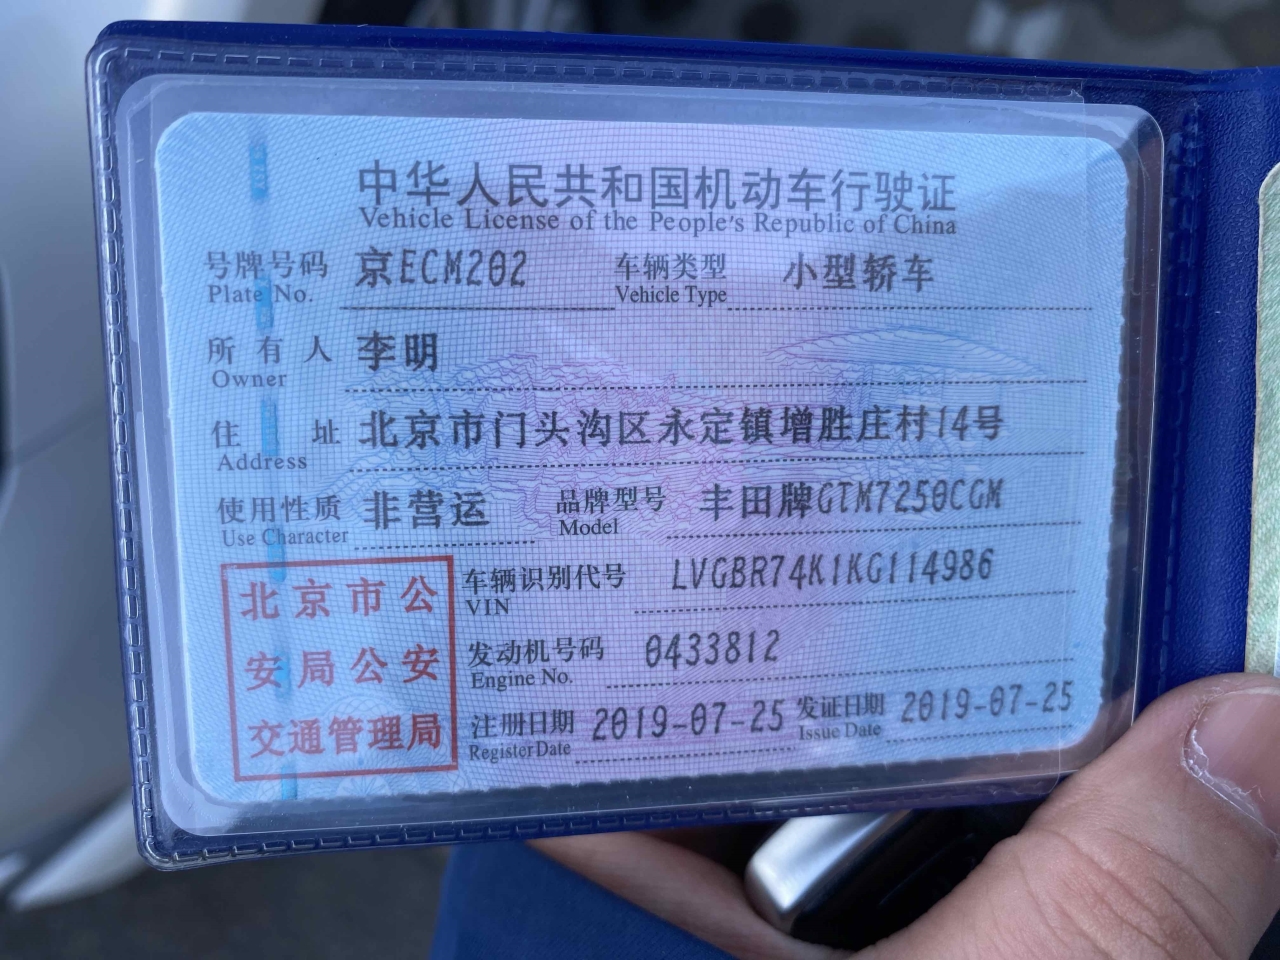 中华人民共和国机动车行驶证
Vehicle License of the People's Republic of China
号牌号码 京ECM202 车辆类型 小型轿车
Plate No. Vehicle Type
所有人 李明
Owner
住址 北京市门头沟区永定镇增胜庄村14号
Address
使用性质 非营运 品牌型号 丰田牌GTM7250CGM
Use Character Model
北京市公
安局公安
交通管理局
车辆识别代号 LVGBR74K1KG114986
VIN
发动机号码 0433812
Engine No.
注册日期 2019-07-25 发证日期 2019-07-25
Register Date Issue Date